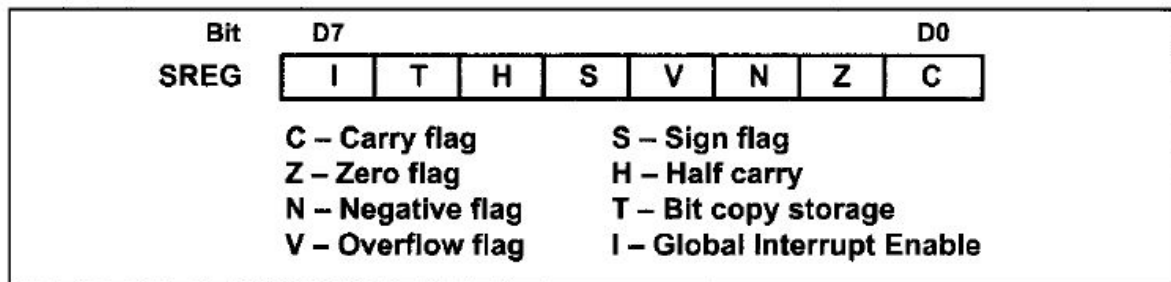 Bit D7 D0
SREG I T H S V N Z C
C – Carry flag S – Sign flag
Z – Zero flag H – Half carry
N – Negative flag T – Bit copy storage
V – Overflow flag I – Global Interrupt Enable